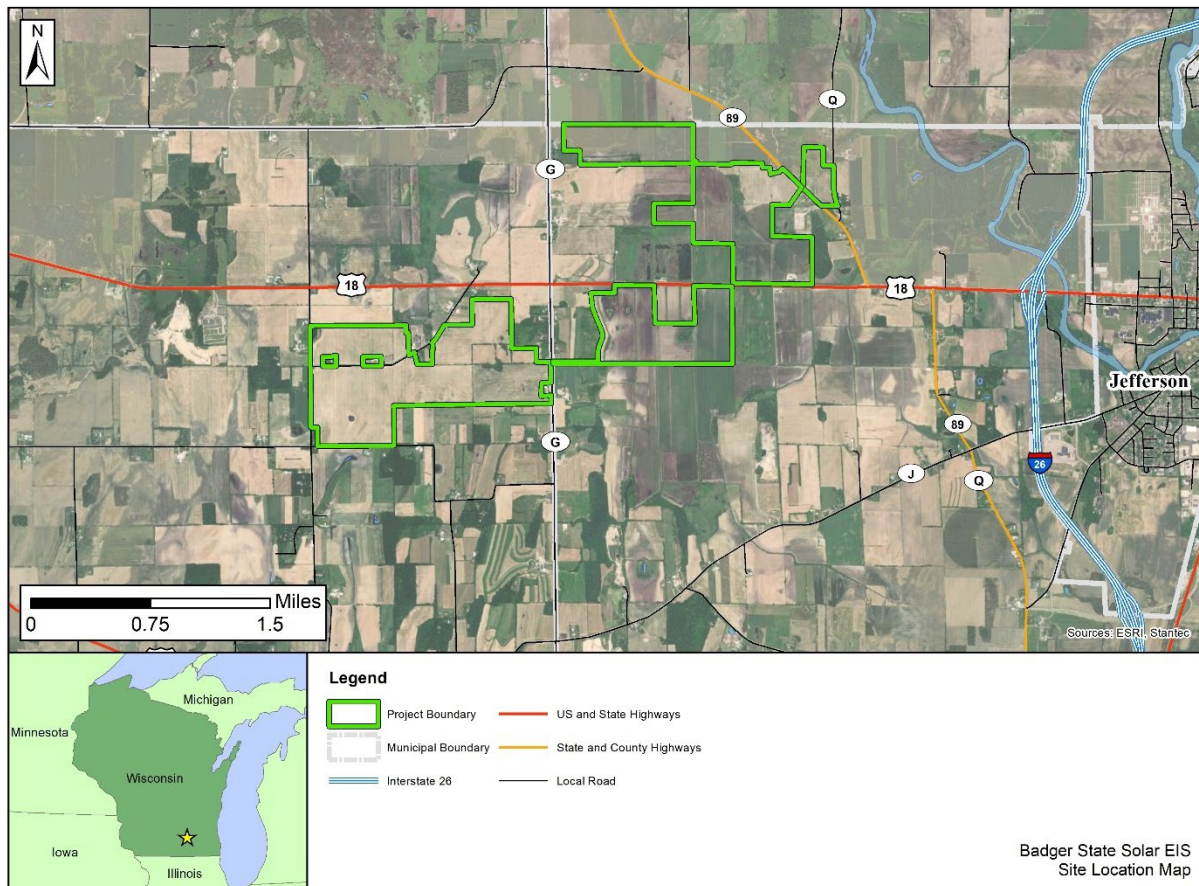 N
89
Q
G
18
18
Jefferson
89
G
J
Q
26
Miles
0 0.75 1.5
Sources: ESRI, Stantec
Michigan
Minnesota
Wisconsin
Iowa
Illinois
Legend
Project Boundary
US and State Highways
Municipal Boundary
State and County Highways
Interstate 26
Local Road
Badger State Solar EIS
Site Location Map